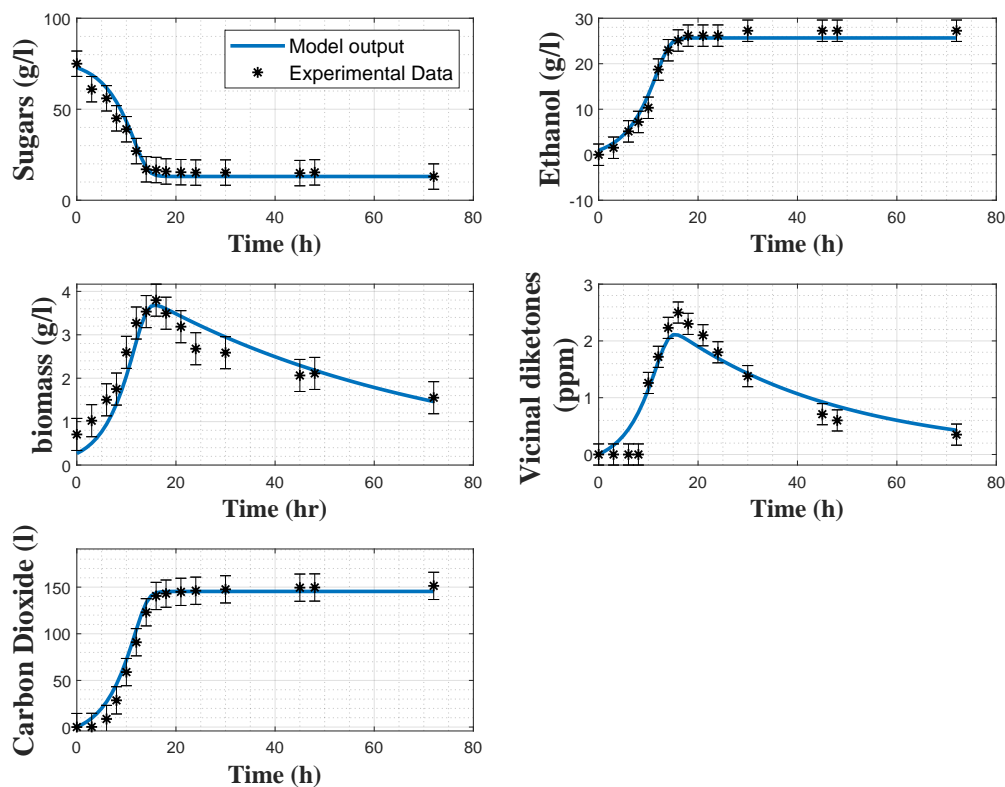 Sugars (g/l)
100
50
0
0 20 40 60 80
Time (h)
Model output
Experimental Data
Ethanol (g/l)
30
20
10
0
-10
0 20 40 60 80
Time (h)
biomass (g/l)
4
3
2
1
0
0 20 40 60 80
Time (hr)
Vicinal diketones
(ppm)
3
2
1
0
0 20 40 60 80
Time (h)
Carbon Dioxide (l)
150
100
50
0
0 20 40 60 80
Time (h)